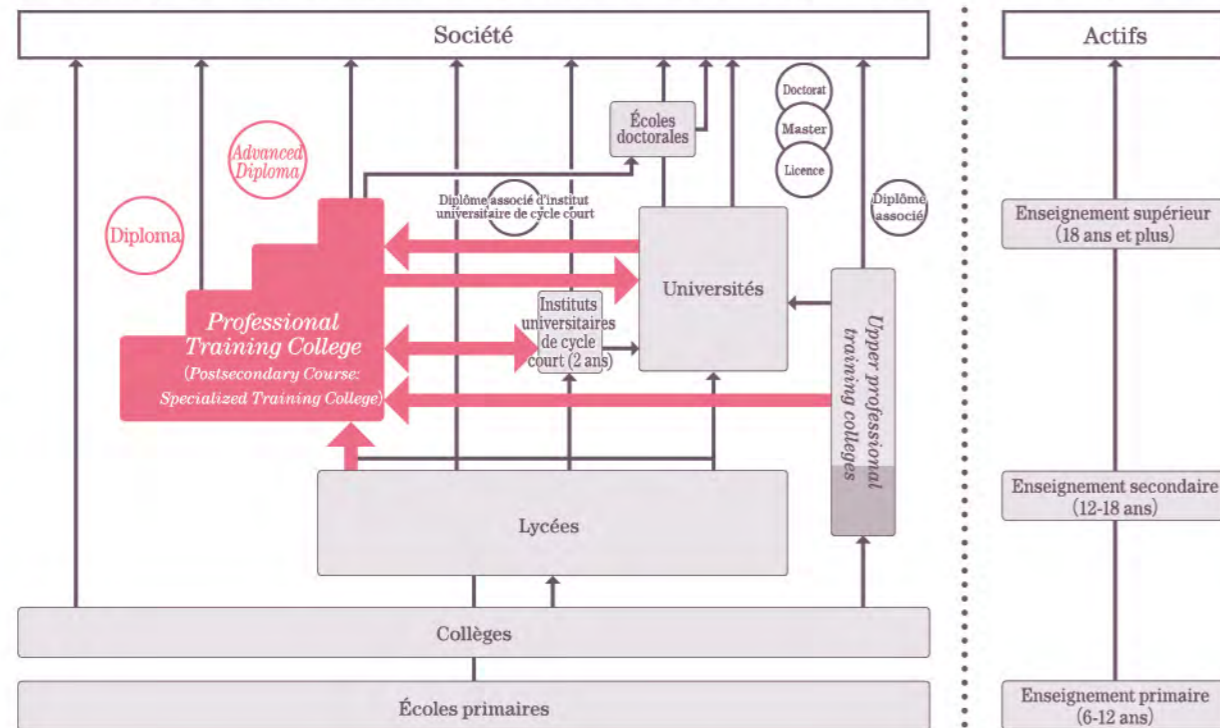 Société
Actifs
Doctorat
Master
Licence
Écoles
doctorales
Advanced
Diploma
Diplôme associé d'institut
universitaire de cycle court
Diplôme
associé
Diploma
Enseignement supérieur
(18 ans et plus)
Universités
Professional
Training College
(Postsecondary Course:
Specialized Training College)
Instituts
universitaires
de cycle
court (2 ans)
Upper professional
training colleges
Lycées
Enseignement secondaire
(12-18 ans)
Collèges
Écoles primaires
Enseignement primaire
(6-12 ans)